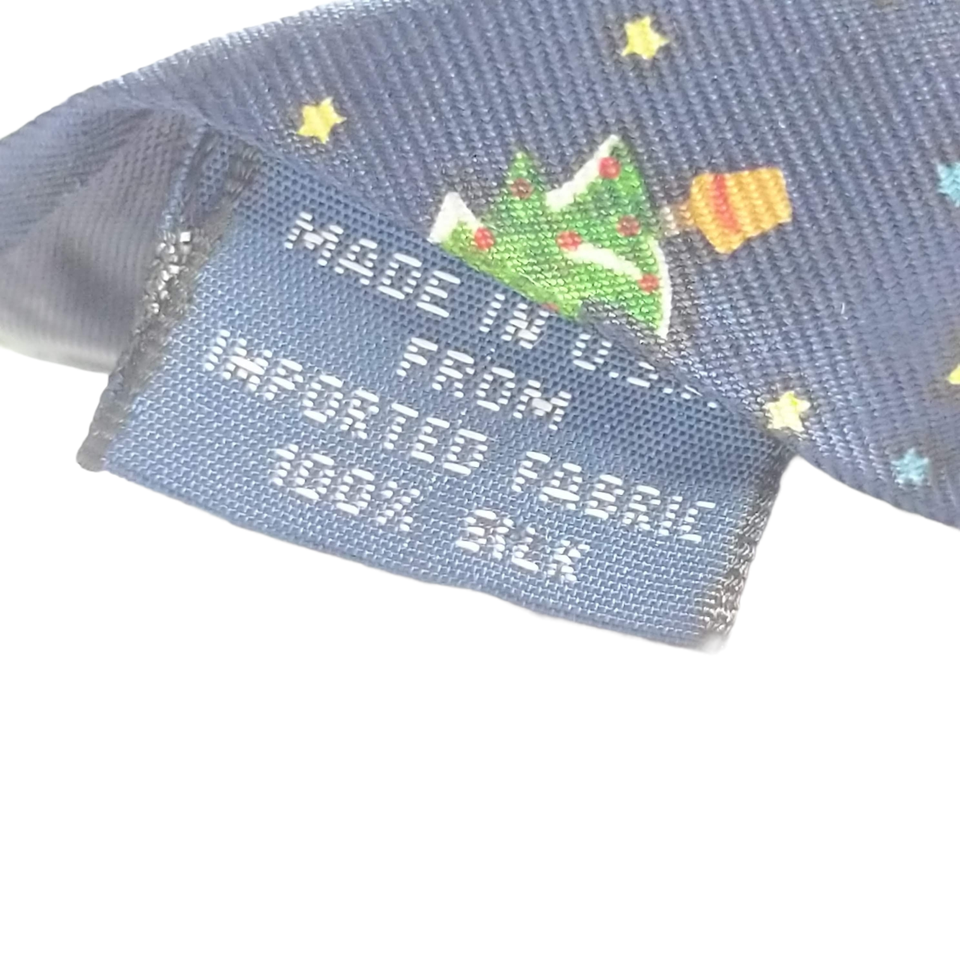 MADE IN U.S.A.
FROM
IMPORTED FABRIC
100% SILK